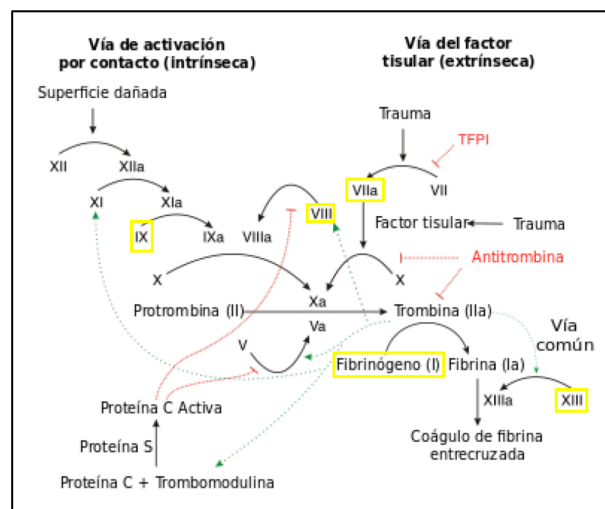 Vía de activación
por contacto (intrínseca)
Vía del factor
tisular (extrínseca)
Superficie dañada
Trauma
TFPI
XII
XIIa
VIIa
VII
XI
XIa
VIII
Factor tisular
Trauma
IX
IXa
VIIIa
Antitrombina
X
X
Xa
Protrombina (II)
Trombina (IIa)
Va
Vía
común
V
Fibrinógeno (I)
Fibrina (Ia)
Proteína C Activa
XIIIa
XIII
Proteína S
Coágulo de fibrina
entrecruzada
Proteína C + Trombomodulina